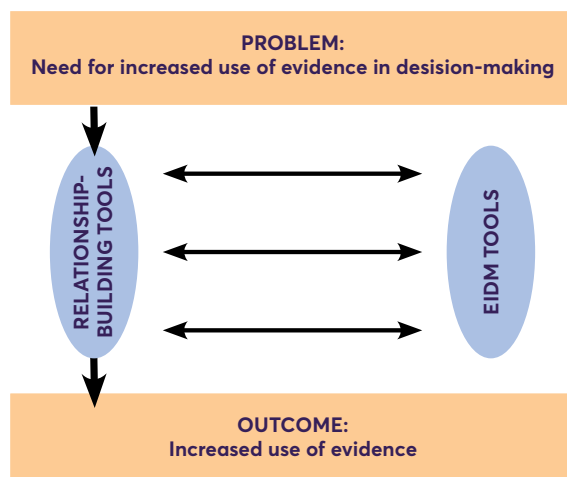 PROBLEM:
Need for increased use of evidence in desision-making
RELATIONSHIP-
BUILDING TOOLS
EIDM TOOLS
OUTCOME:
Increased use of evidence